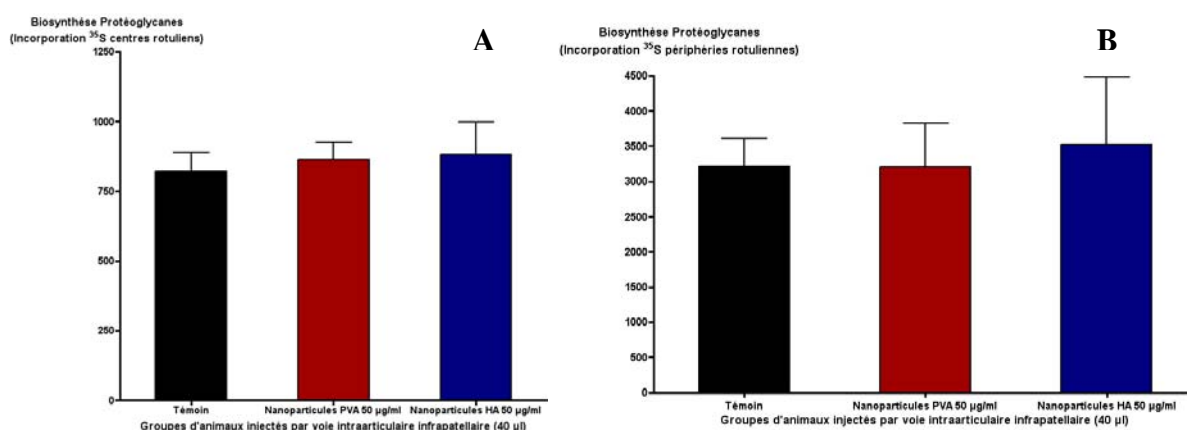 Biosynthèse Protéoglycanes
(Incorporation ³⁵S centres rotuliens)
A
1250
1000
750
500
250
0
Témoin
Nanoparticules PVA 50 µg/ml
Nanoparticules HA 50 µg/ml
Groupes d'animaux injectés par voie intraarticulaire infrapatellaire (40 µl)
Biosynthèse Protéoglycanes
(Incorporation ³⁵S périphéries rotuliennes)
B
4500
4000
3500
3000
2500
2000
1500
1000
500
0
Témoin
Nanoparticules PVA 50 µg/ml
Nanoparticules HA 50 µg/ml
Groupes d'animaux injectés par voie intraarticulaire infrapatellaire (40 µl)